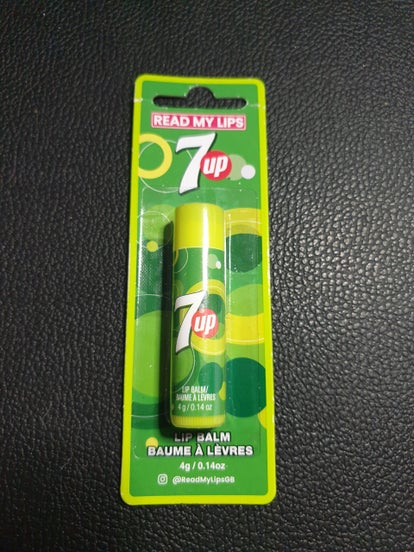 READ MY LIPS
7up
7up
LIP BALM/
BAUME À LÈVRES
4g / 0.14 oz
LIP BALM
BAUME À LÈVRES
4g / 0.14oz
@ReadMyLipsGB